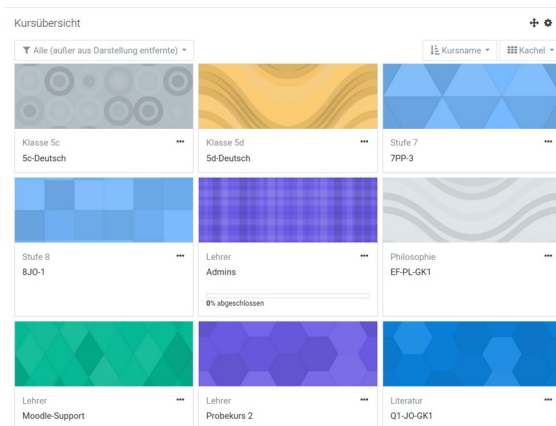 Kursübersicht
Alle (außer aus Darstellung entfernte)
Kursname
Kachel
Klasse 5c
5c-Deutsch
Klasse 5d
5d-Deutsch
Stufe 7
7PP-3
Stufe 8
8JO-1
Lehrer
Admins
0% abgeschlossen
Philosophie
EF-PL-GK1
Lehrer
Moodle-Support
Lehrer
Probekurs 2
Literatur
Q1-JO-GK1